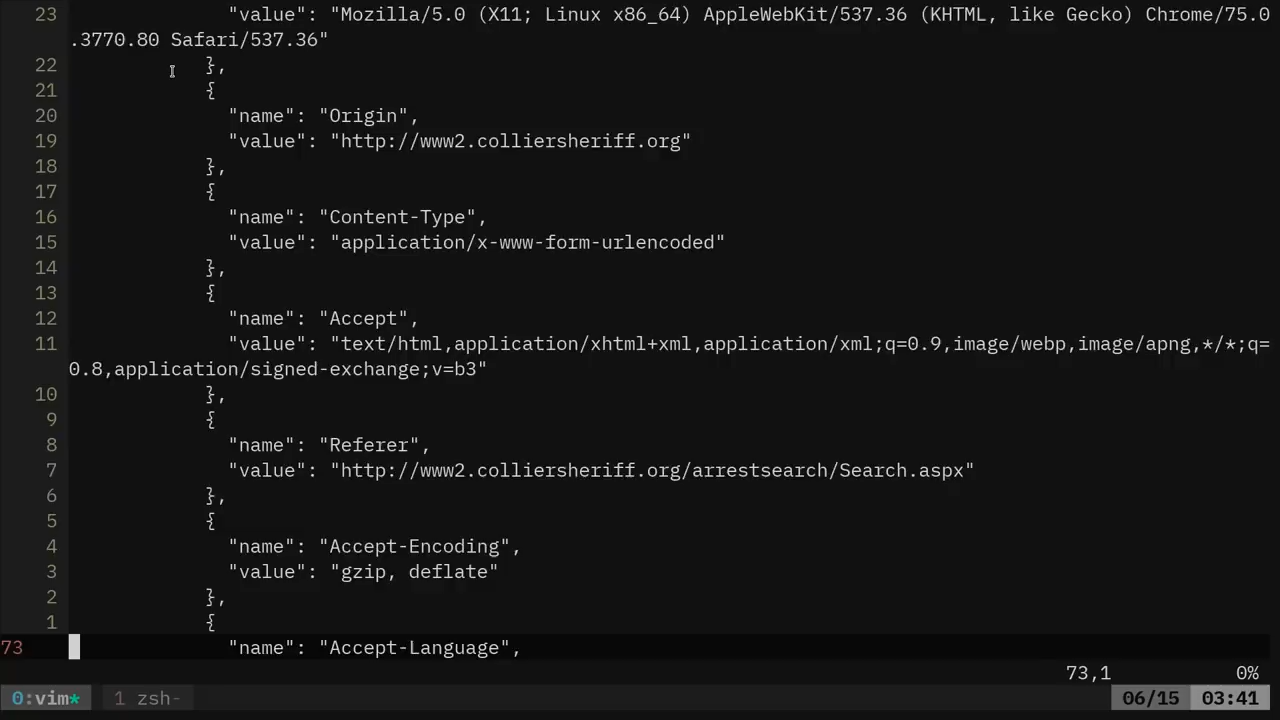 23 "value": "Mozilla/5.0 (X11; Linux x86_64) AppleWebKit/537.36 (KHTML, like Gecko) Chrome/75.0
.3770.80 Safari/537.36"
22 },
21 {
20 "name": "Origin",
19 "value": "http://www2.colliersheriff.org"
18 },
17 {
16 "name": "Content-Type",
15 "value": "application/x-www-form-urlencoded"
14 },
13 {
12 "name": "Accept",
11 "value": "text/html,application/xhtml+xml,application/xml;q=0.9,image/webp,image/apng,*/*;q=
0.8,application/signed-exchange;v=b3"
10 },
9 {
8 "name": "Referer",
7 "value": "http://www2.colliersheriff.org/arrestsearch/Search.aspx"
6 },
5 {
4 "name": "Accept-Encoding",
3 "value": "gzip, deflate"
2 },
1 {
73 "name": "Accept-Language",
73,1 0%
0:vim* 1 zsh- 06/15 03:41